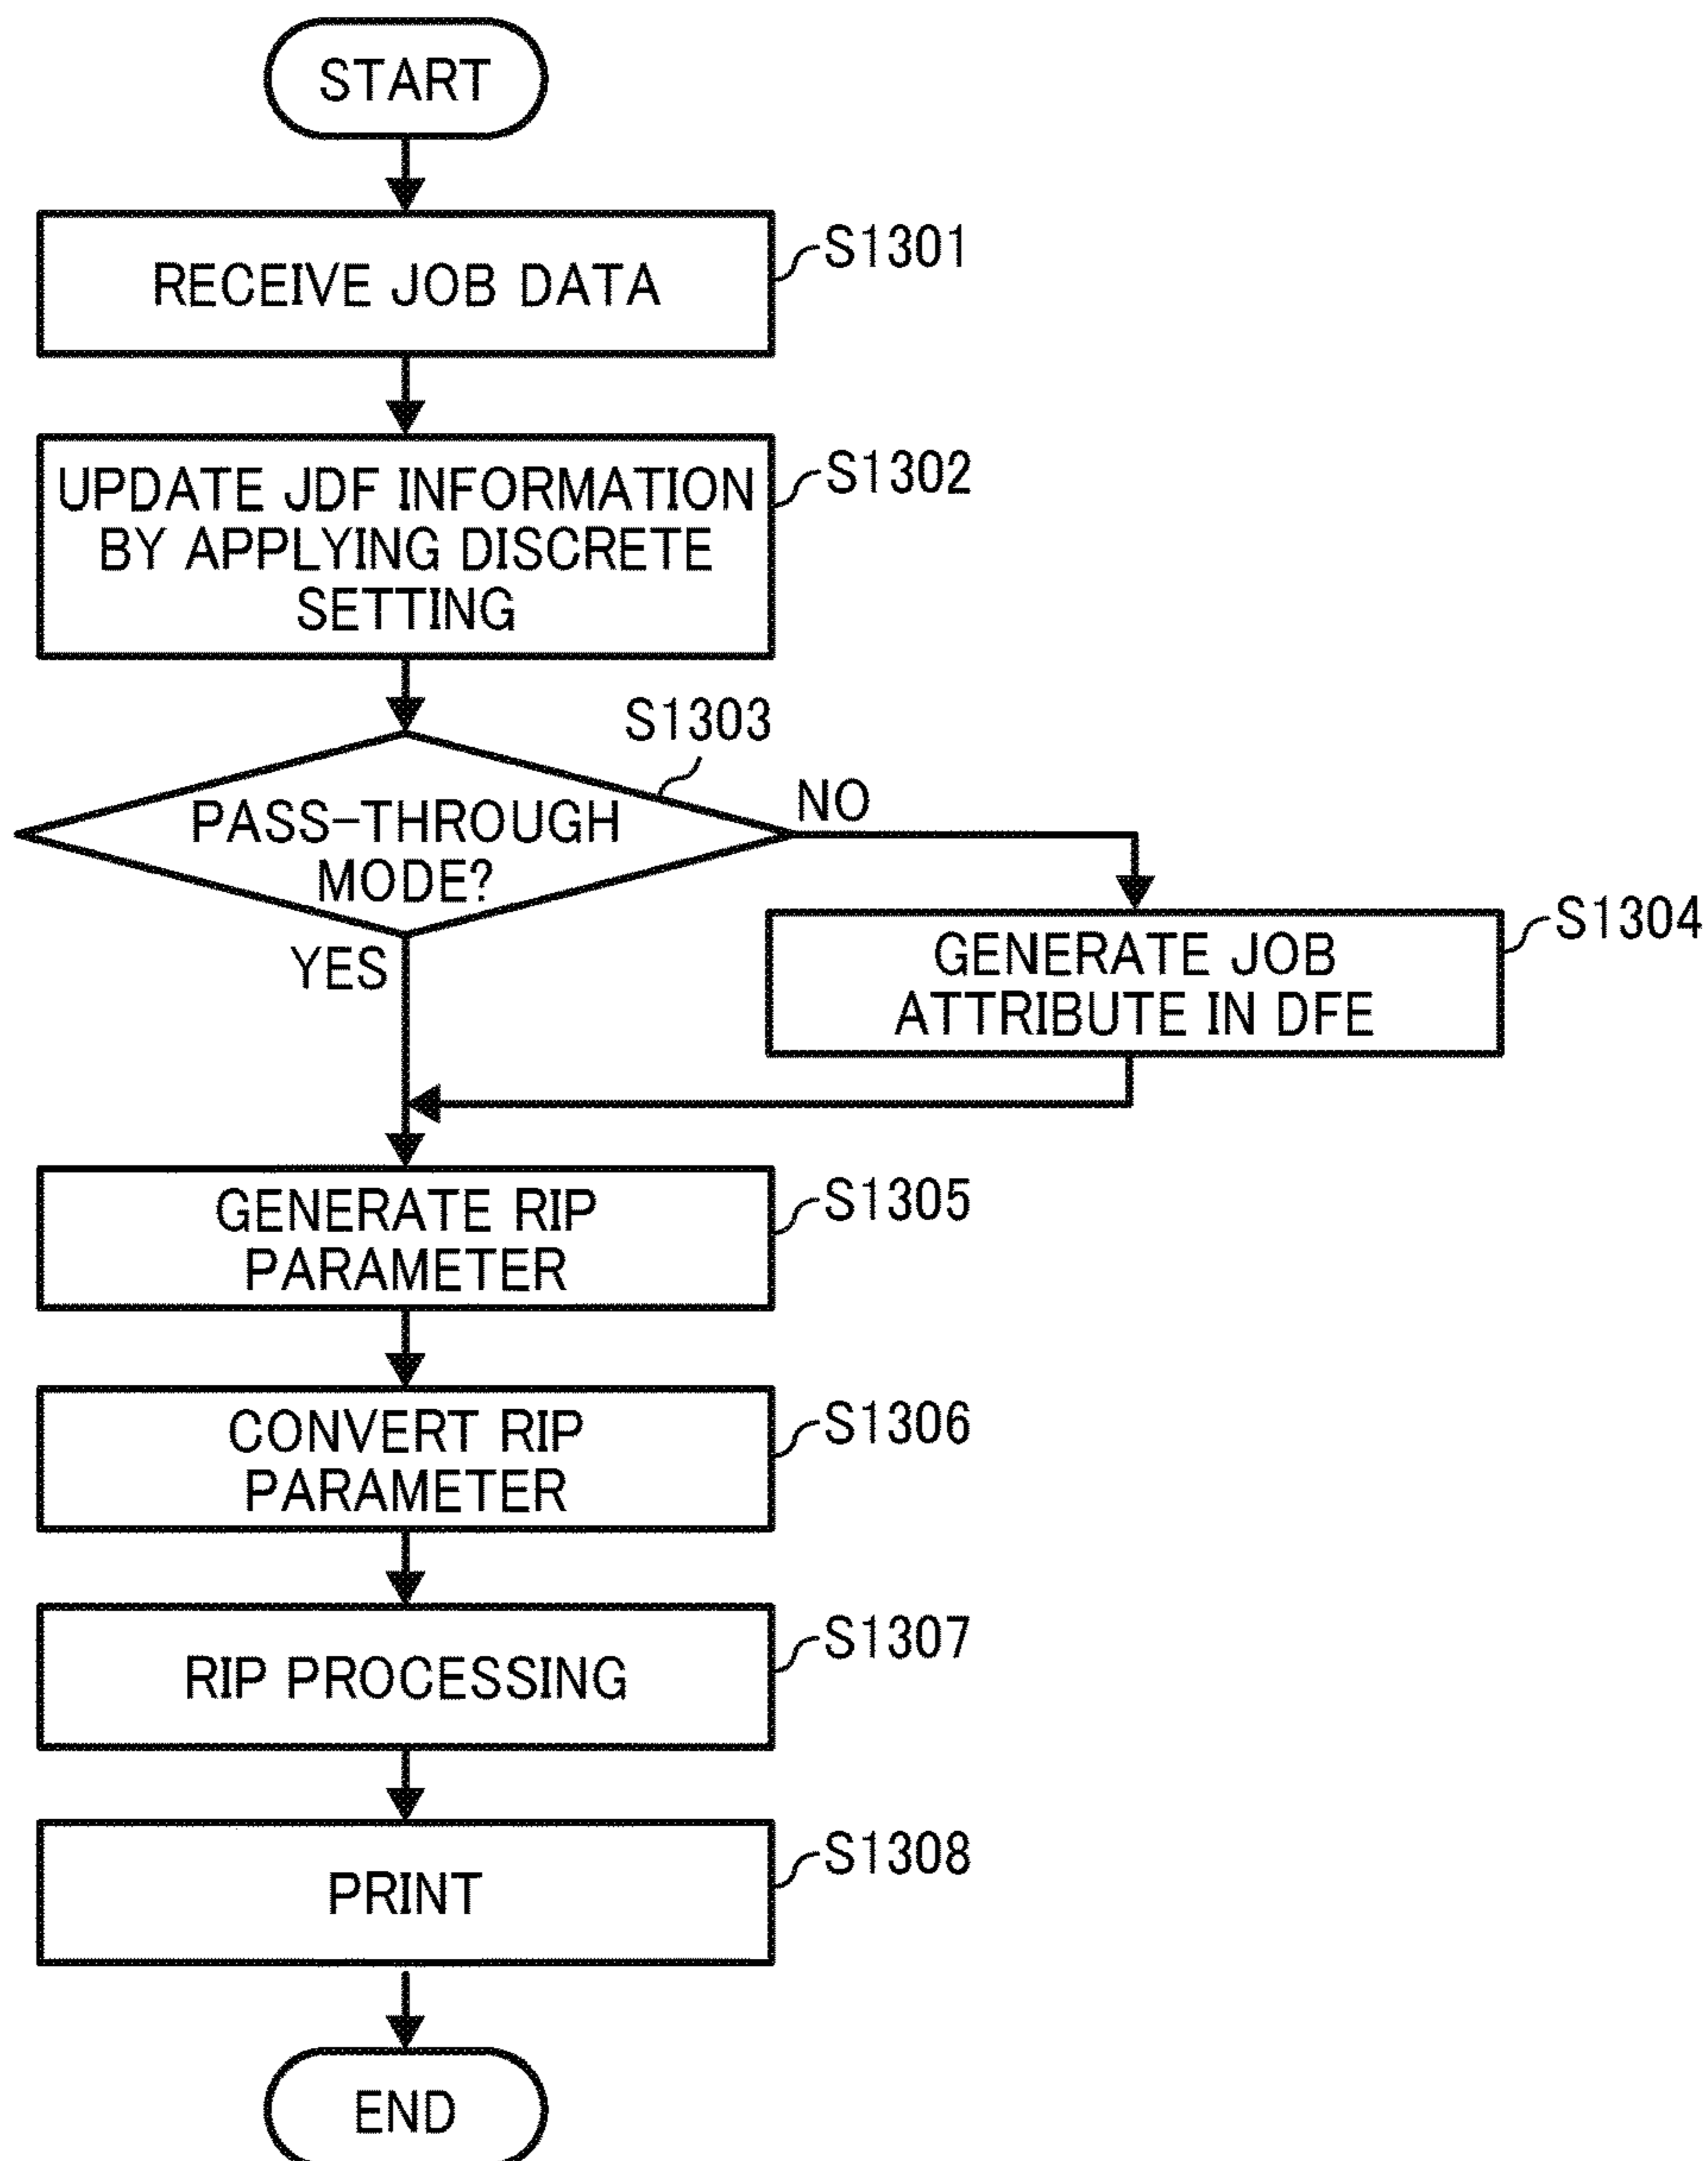 START
RECEIVE JOB DATA
S1301
UPDATE JDF INFORMATION
BY APPLYING DISCRETE
SETTING
S1302
S1303
PASS-THROUGH
MODE?
NO
YES
GENERATE JOB
ATTRIBUTE IN DFE
S1304
GENERATE RIP
PARAMETER
S1305
CONVERT RIP
PARAMETER
S1306
RIP PROCESSING
S1307
PRINT
S1308
END